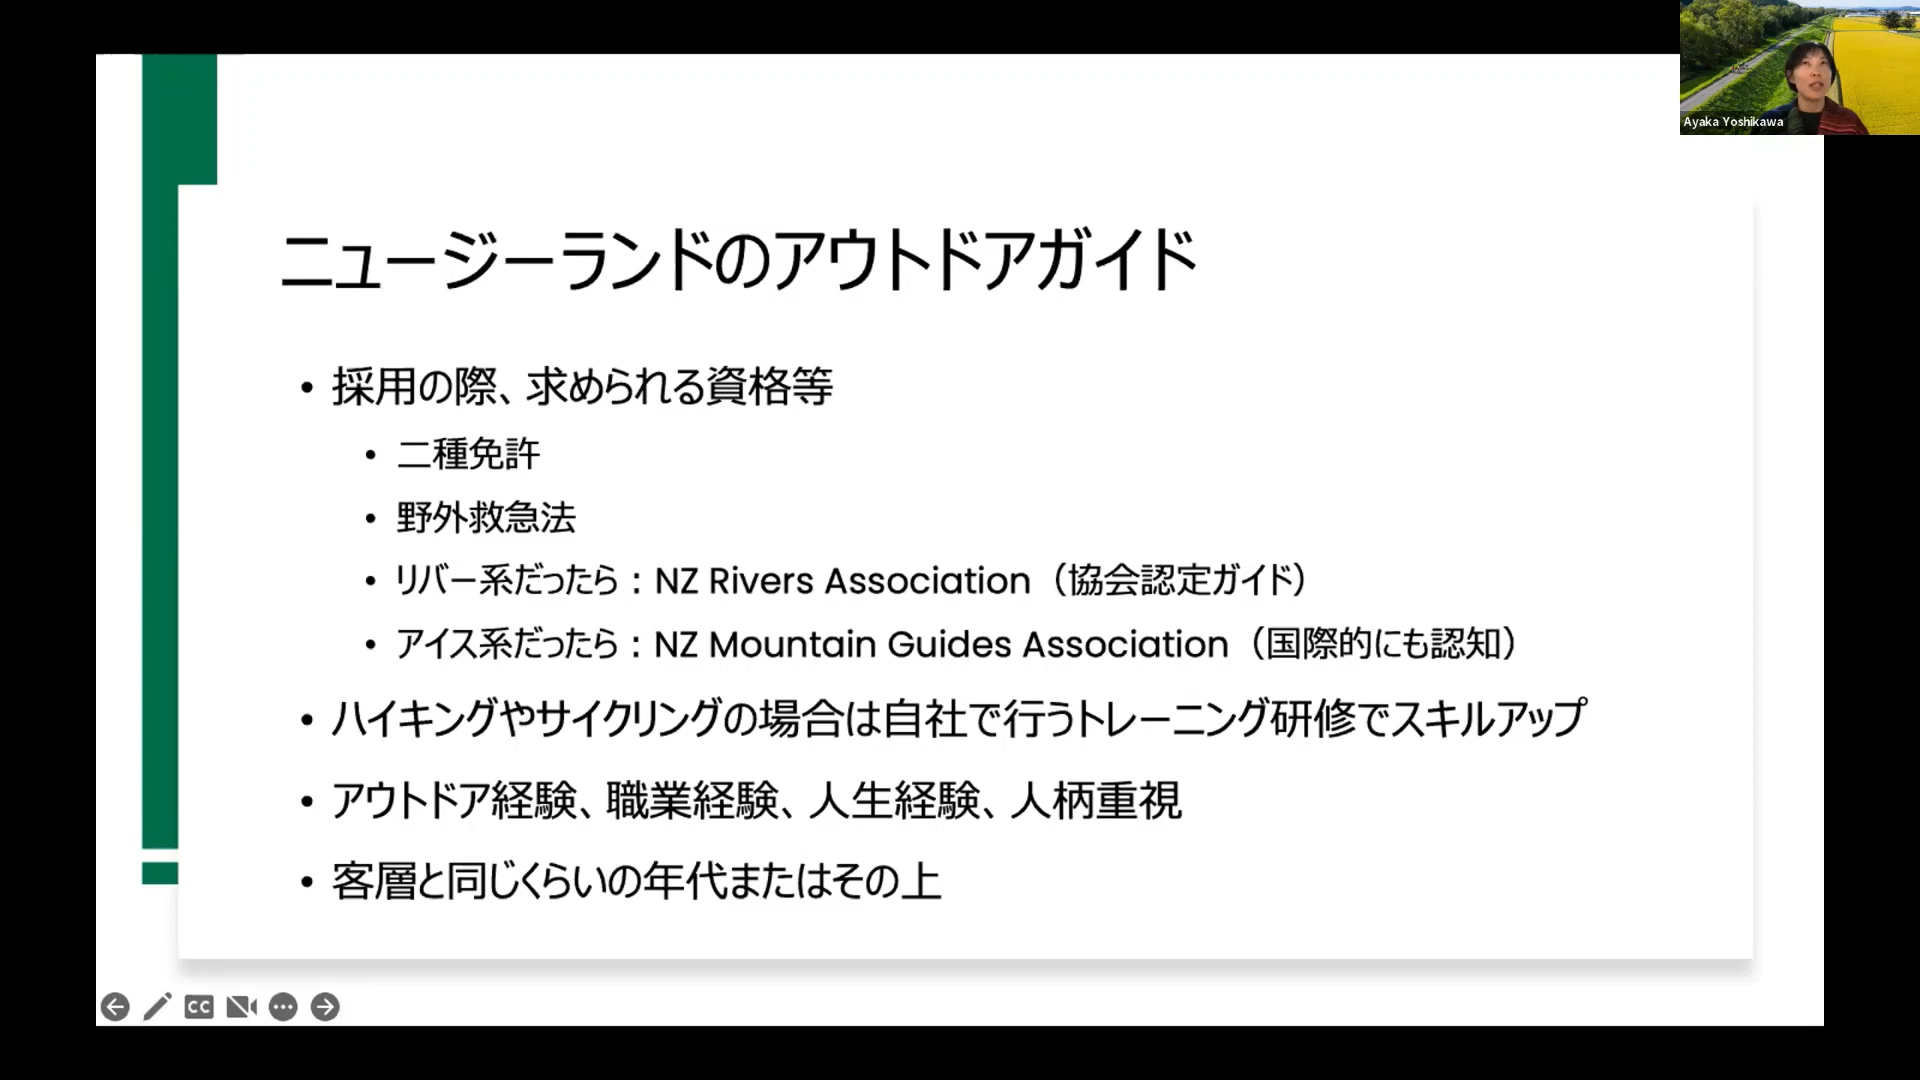 Ayaka Yoshikawa
ニュージーランドのアウトドアガイド
• 採用の際、求められる資格等
• 二種免許
• 野外救急法
• リバー系だったら：NZ Rivers Association（協会認定ガイド）
• アイス系だったら：NZ Mountain Guides Association（国際的にも認知）
• ハイキングやサイクリングの場合は自社で行うトレーニング研修でスキルアップ
• アウトドア経験、職業経験、人生経験、人柄重視
• 客層と同じくらいの年代またはその上
CC